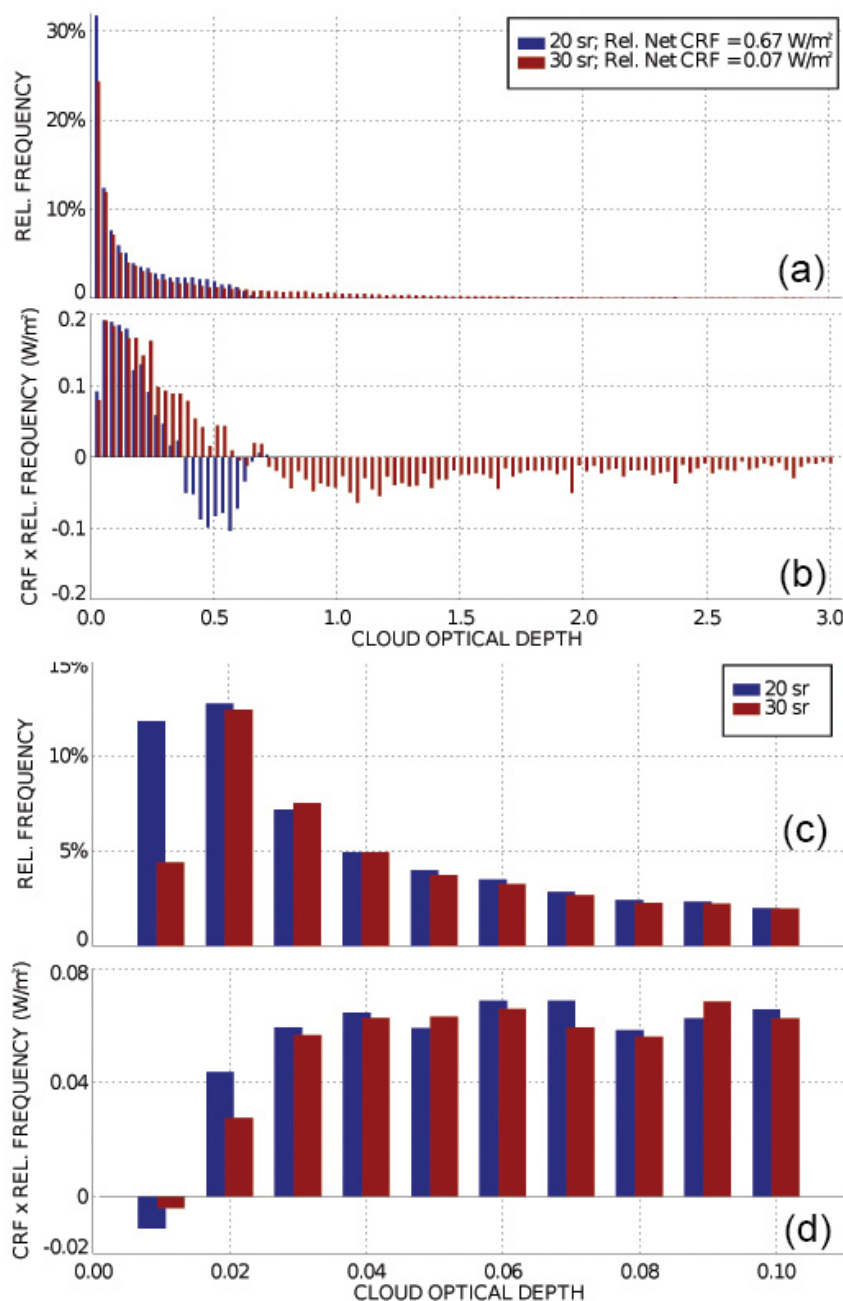 30%
20%
10%
0
REL. FREQUENCY
20 sr; Rel. Net CRF = 0.67 W/m²
30 sr; Rel. Net CRF = 0.07 W/m²
(a)
0.2
0.1
0
-0.1
-0.2
CRF x REL. FREQUENCY (W/m²)
(b)
0.0 0.5 1.0 1.5 2.0 2.5 3.0
CLOUD OPTICAL DEPTH
15%
10%
5%
0
REL. FREQUENCY
20 sr
30 sr
(c)
0.08
0.04
0
-0.02
CRF x REL. FREQUENCY (W/m²)
(d)
0.00 0.02 0.04 0.06 0.08 0.10
CLOUD OPTICAL DEPTH